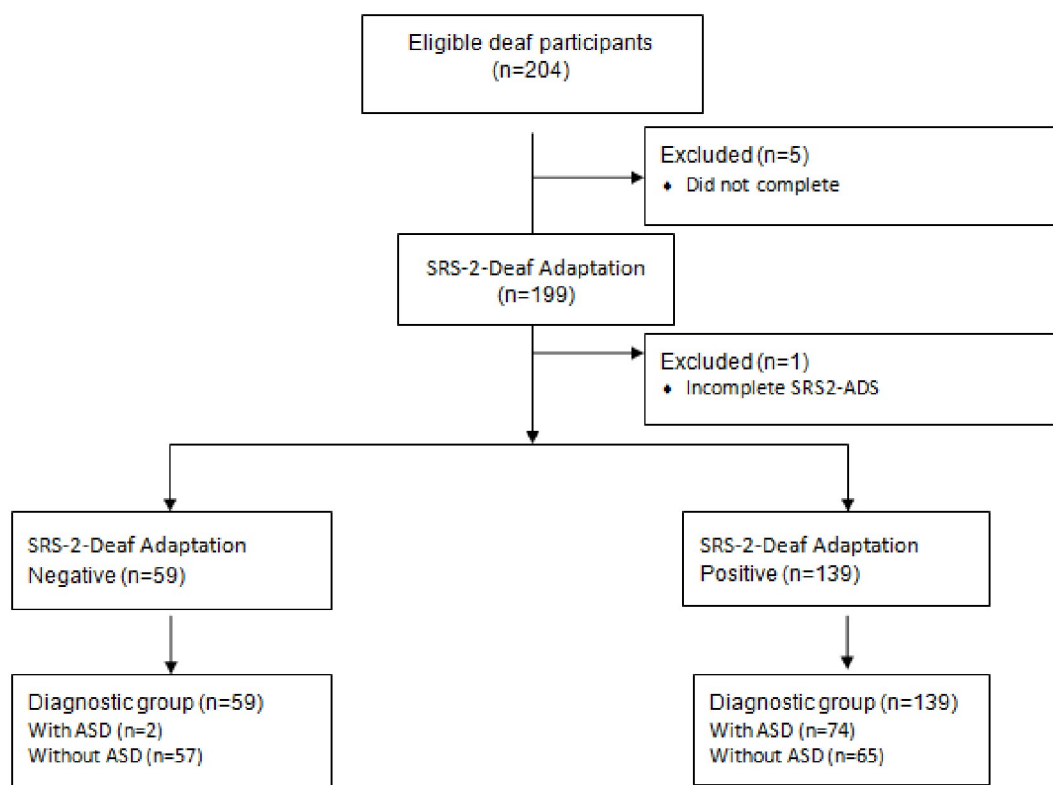 Eligible deaf participants
(n=204)
Excluded (n=5)
♦ Did not complete
SRS-2-Deaf Adaptation
(n=199)
Excluded (n=1)
♦ Incomplete SRS2-ADS
SRS-2-Deaf Adaptation
Negative (n=59)
SRS-2-Deaf Adaptation
Positive (n=139)
Diagnostic group (n=59)
With ASD (n=2)
Without ASD (n=57)
Diagnostic group (n=139)
With ASD (n=74)
Without ASD (n=65)